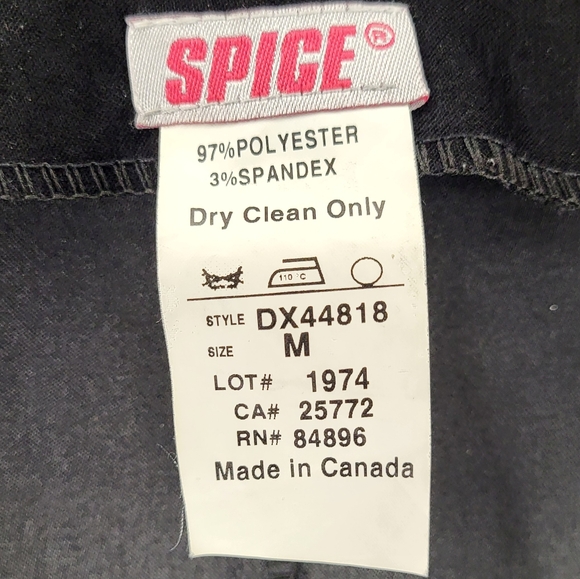 SPICE®
97%POLYESTER
3%SPANDEX
Dry Clean Only
110°C
STYLE DX44818
SIZE M
LOT# 1974
CA# 25772
RN# 84896
Made in Canada